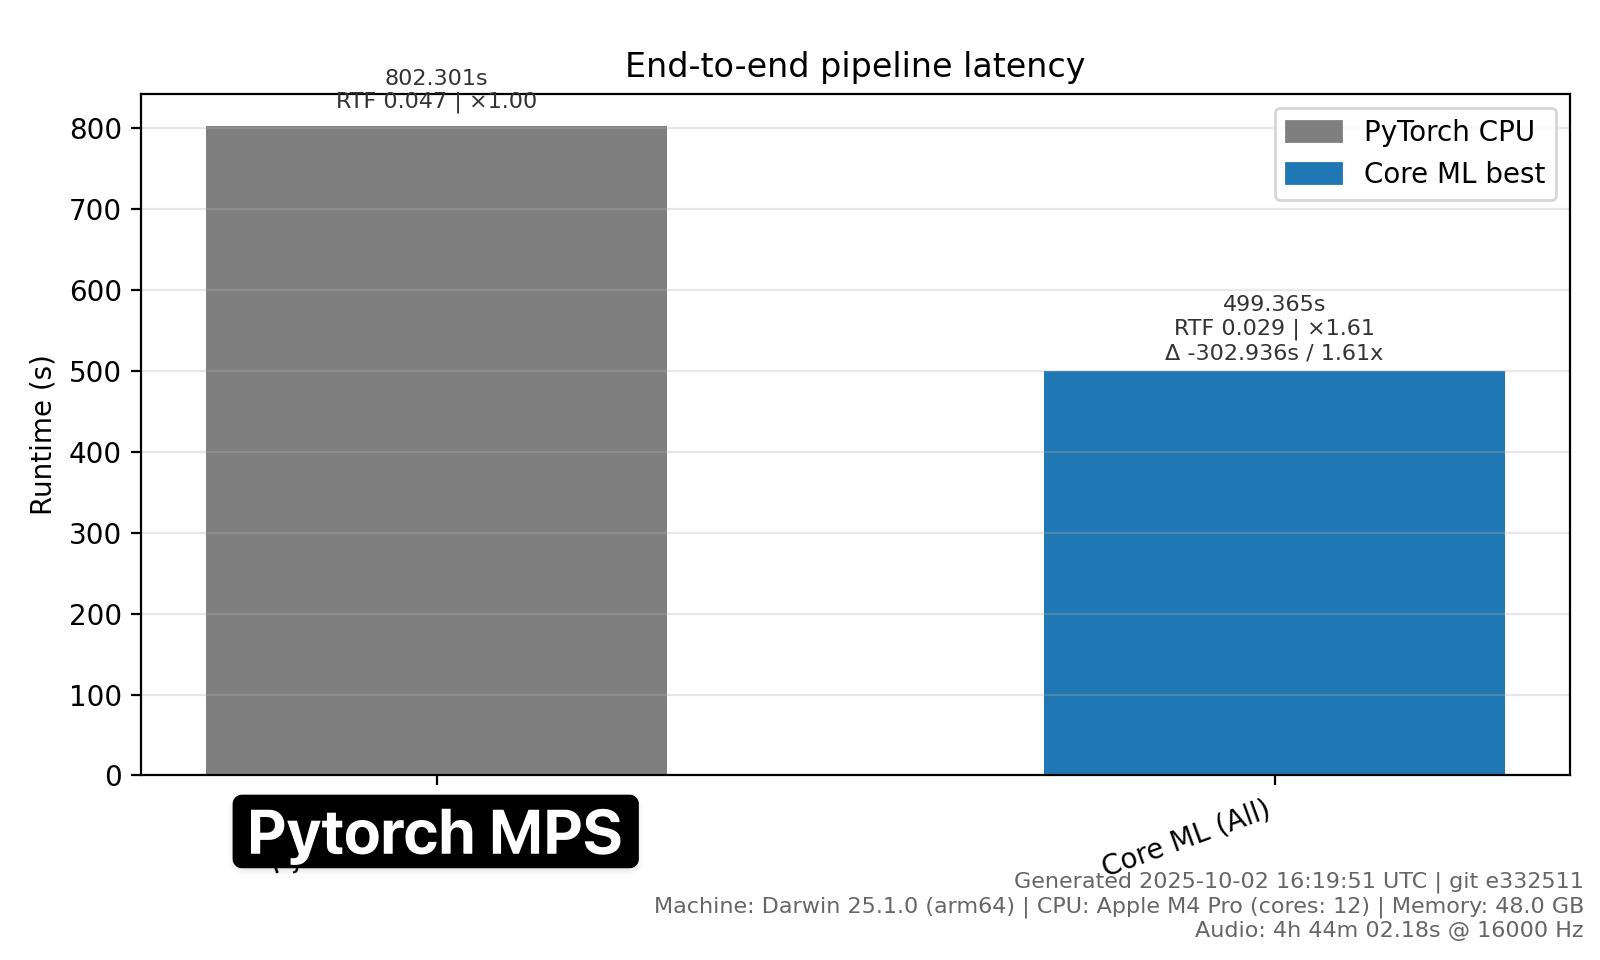 End-to-end pipeline latency
802.301s
RTF 0.047 | ×1.00
PyTorch CPU
Core ML best
499.365s
RTF 0.029 | ×1.61
Δ -302.936s / 1.61x
Runtime (s)
800
700
600
500
400
300
200
100
0
Pytorch MPS
Core ML (All)
Generated 2025-10-02 16:19:51 UTC | git e332511
Machine: Darwin 25.1.0 (arm64) | CPU: Apple M4 Pro (cores: 12) | Memory: 48.0 GB
Audio: 4h 44m 02.18s @ 16000 Hz